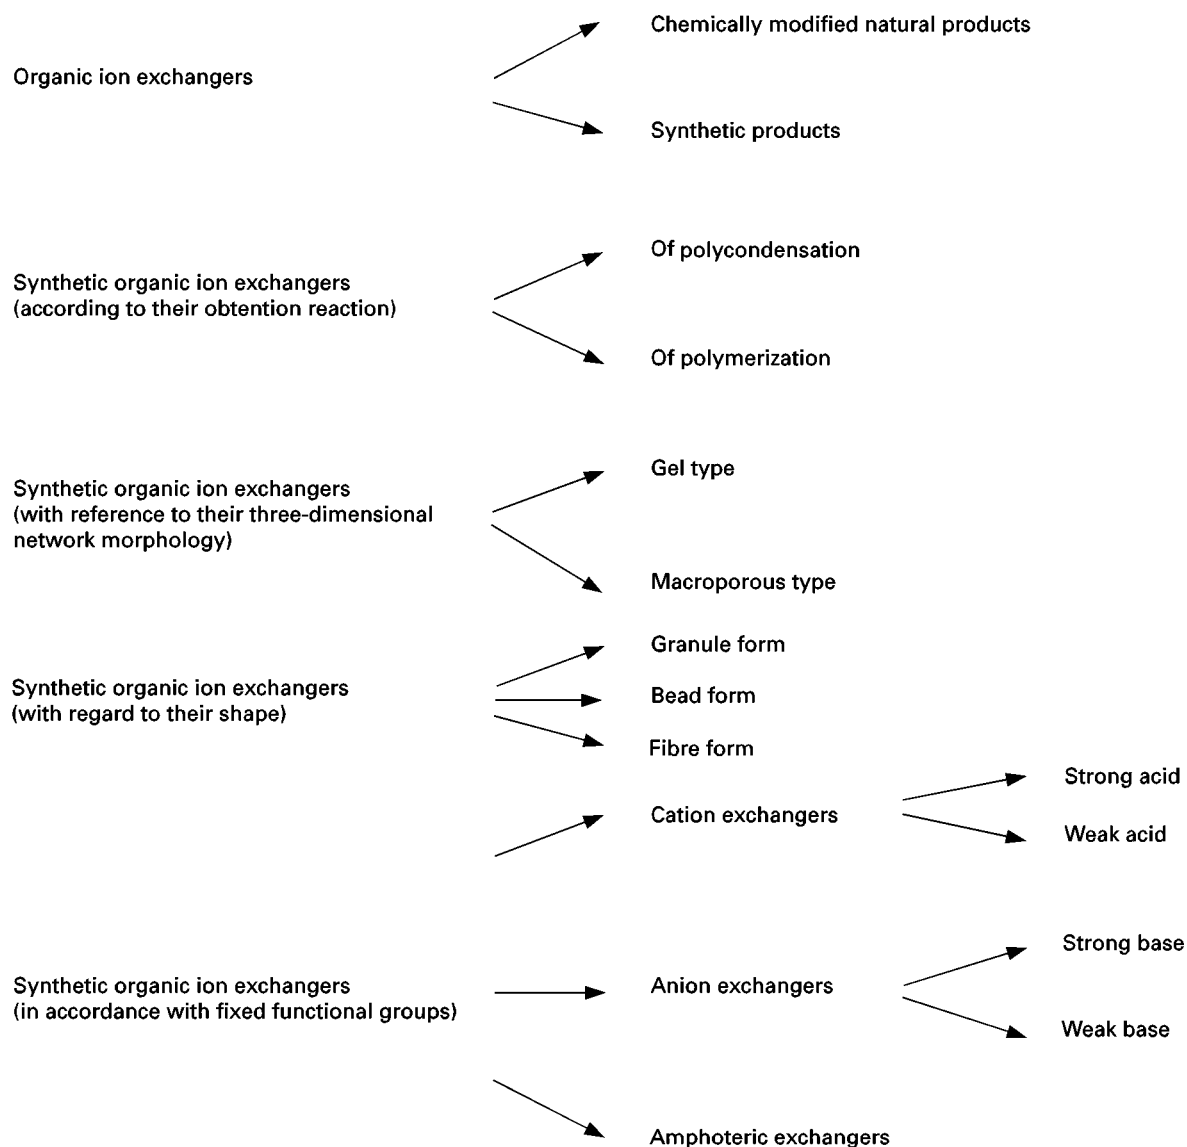 Chemically modified natural products
Organic ion exchangers
Synthetic products
Of polycondensation
Synthetic organic ion exchangers
(according to their obtention reaction)
Of polymerization
Gel type
Synthetic organic ion exchangers
(with reference to their three-dimensional
network morphology)
Macroporous type
Granule form
Synthetic organic ion exchangers
(with regard to their shape)
Bead form
Fibre form
Cation exchangers
Strong acid
Weak acid
Synthetic organic ion exchangers
(in accordance with fixed functional groups)
Anion exchangers
Strong base
Weak base
Amphoteric exchangers